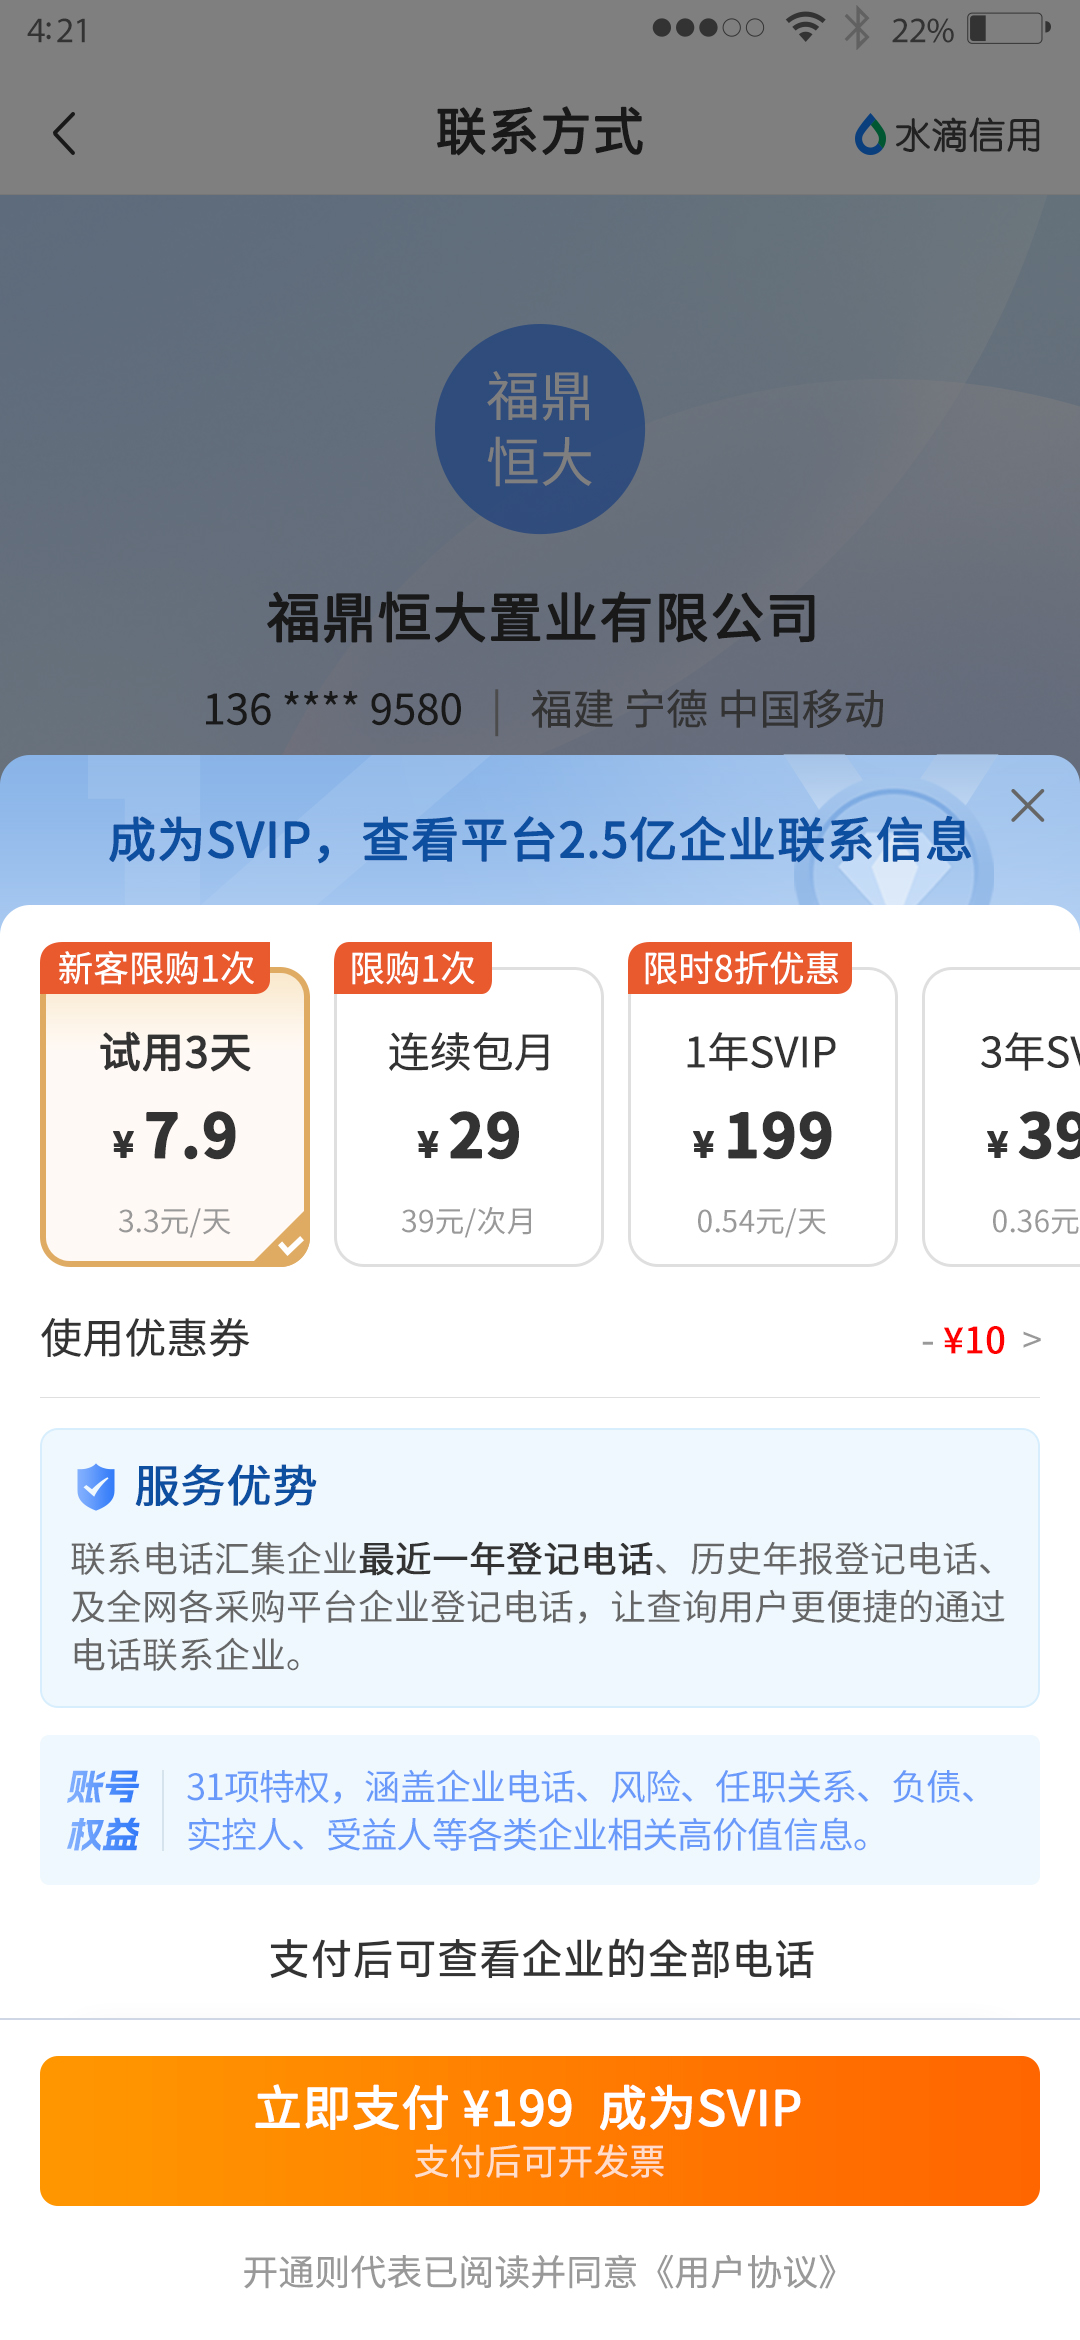 4:21
22%
联系方式
水滴信用
福鼎
恒大
福鼎恒大置业有限公司
136 **** 9580 | 福建 宁德 中国移动
成为SVIP，查看平台2.5亿企业联系信息
新客限购1次
试用3天
¥ 7.9
3.3元/天
限购1次
连续包月
¥ 29
39元/次月
限时8折优惠
1年SVIP
¥ 199
0.54元/天
3年SV
¥ 39
0.36元
使用优惠券
- ¥10 >
服务优势
联系电话汇集企业最近一年登记电话、历史年报登记电话、
及全网各采购平台企业登记电话，让查询用户更便捷的通过
电话联系企业。
账号
权益
31项特权，涵盖企业电话、风险、任职关系、负债、
实控人、受益人等各类企业相关高价值信息。
支付后可查看企业的全部电话
立即支付 ¥199 成为SVIP
支付后可开发票
开通则代表已阅读并同意《用户协议》